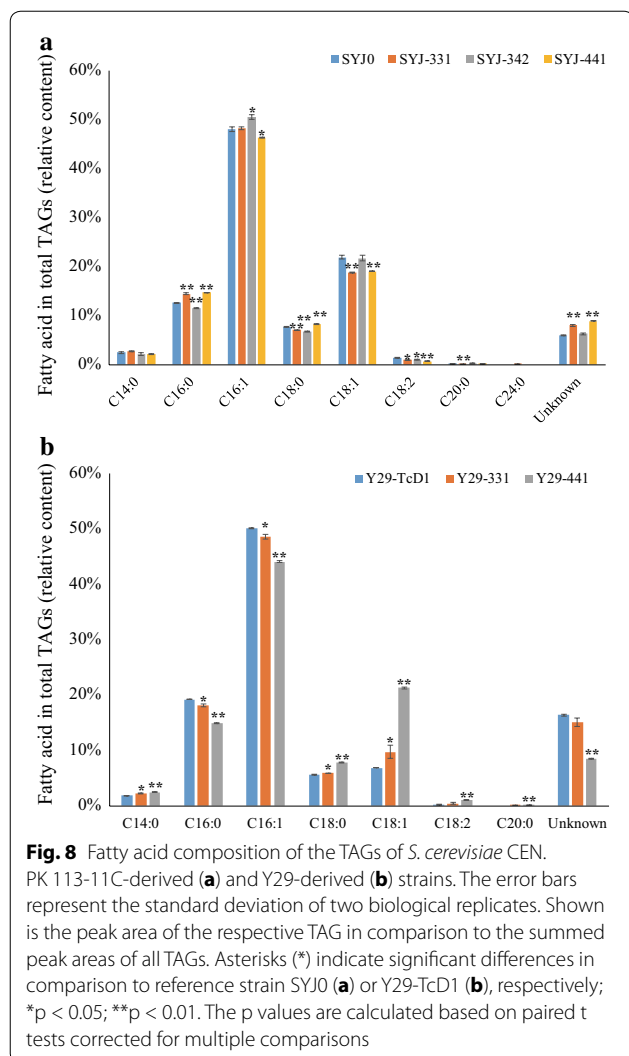 a
SYJ0 SYJ-331 SYJ-342 SYJ-441
Fatty acid in total TAGs (relative content)
60%
50%
40%
30%
20%
10%
0%
*
*
** ** **
** ** **
** **
* * **
**
** **
C14:0 C16:0 C16:1 C18:0 C18:1 C18:2 C20:0 C24:0 Unknown
b
Y29-TcD1 Y29-331 Y29-441
Fatty acid in total TAGs (relative content)
60%
50%
40%
30%
20%
10%
0%
* **
* **
* **
* **
* **
**
**
**
C14:0 C16:0 C16:1 C18:0 C18:1 C18:2 C20:0 Unknown
Fig. 8 Fatty acid composition of the TAGs of S. cerevisiae CEN.
PK 113-11C-derived (a) and Y29-derived (b) strains. The error bars
represent the standard deviation of two biological replicates. Shown
is the peak area of the respective TAG in comparison to the summed
peak areas of all TAGs. Asterisks (*) indicate significant differences in
comparison to reference strain SYJ0 (a) or Y29-TcD1 (b), respectively;
*p < 0.05; **p < 0.01. The p values are calculated based on paired t
tests corrected for multiple comparisons